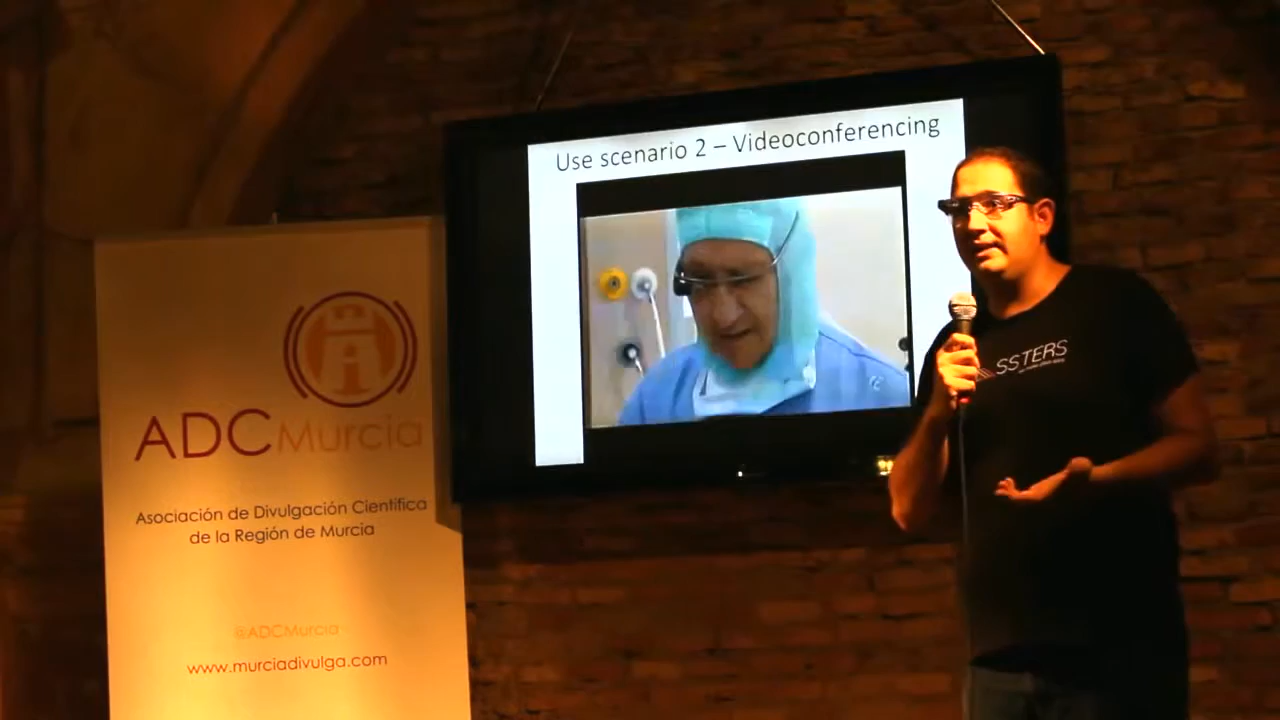 Use scenario 2 – Videoconferencing
SSTERS
ADCMurcia
Asociación de Divulgación Científica
de la Región de Murcia
@ADCMurcia
www.murciadivulga.com